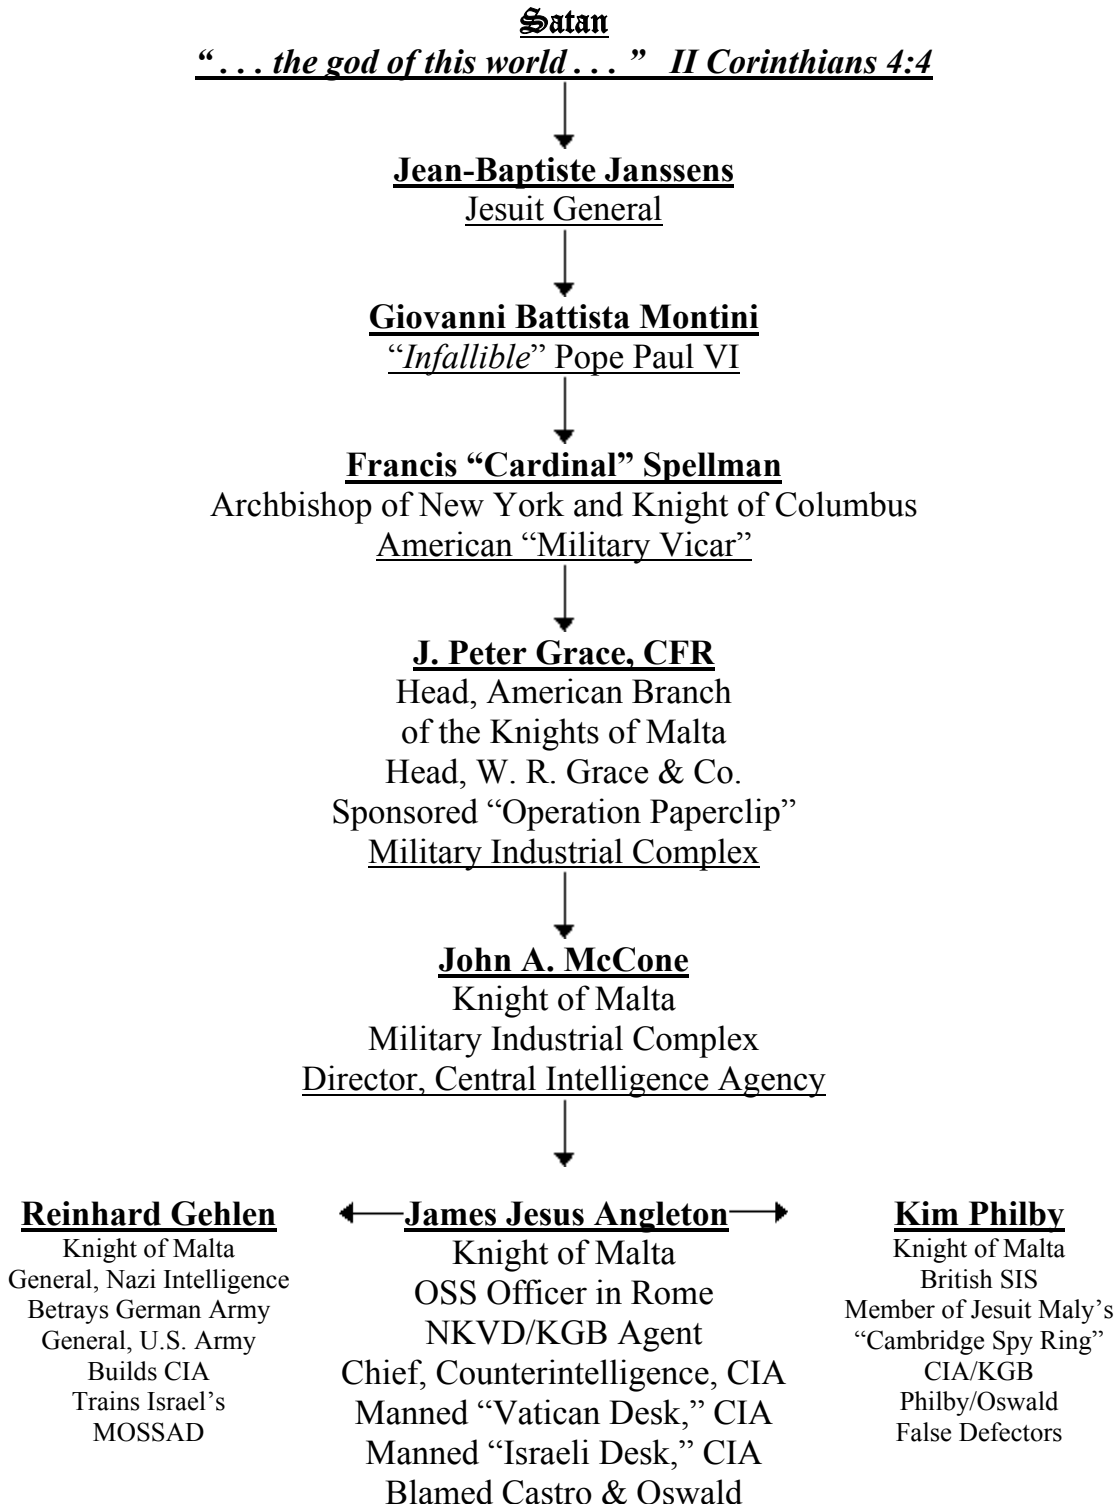 Satan
“ . . . the god of this world . . . ” II Corinthians 4:4
Jean-Baptiste Janssens
Jesuit General
Giovanni Battista Montini
“Infallible” Pope Paul VI
Francis “Cardinal” Spellman
Archbishop of New York and Knight of Columbus
American “Military Vicar”
J. Peter Grace, CFR
Head, American Branch
of the Knights of Malta
Head, W. R. Grace & Co.
Sponsored “Operation Paperclip”
Military Industrial Complex
John A. McCone
Knight of Malta
Military Industrial Complex
Director, Central Intelligence Agency
Reinhard Gehlen
Knight of Malta
General, Nazi Intelligence
Betrays German Army
General, U.S. Army
Builds CIA
Trains Israel’s
MOSSAD
James Jesus Angleton
Knight of Malta
OSS Officer in Rome
NKVD/KGB Agent
Chief, Counterintelligence, CIA
Manned “Vatican Desk,” CIA
Manned “Israeli Desk,” CIA
Blamed Castro & Oswald
Kim Philby
Knight of Malta
British SIS
Member of Jesuit Maly’s
“Cambridge Spy Ring”
CIA/KGB
Philby/Oswald
False Defectors